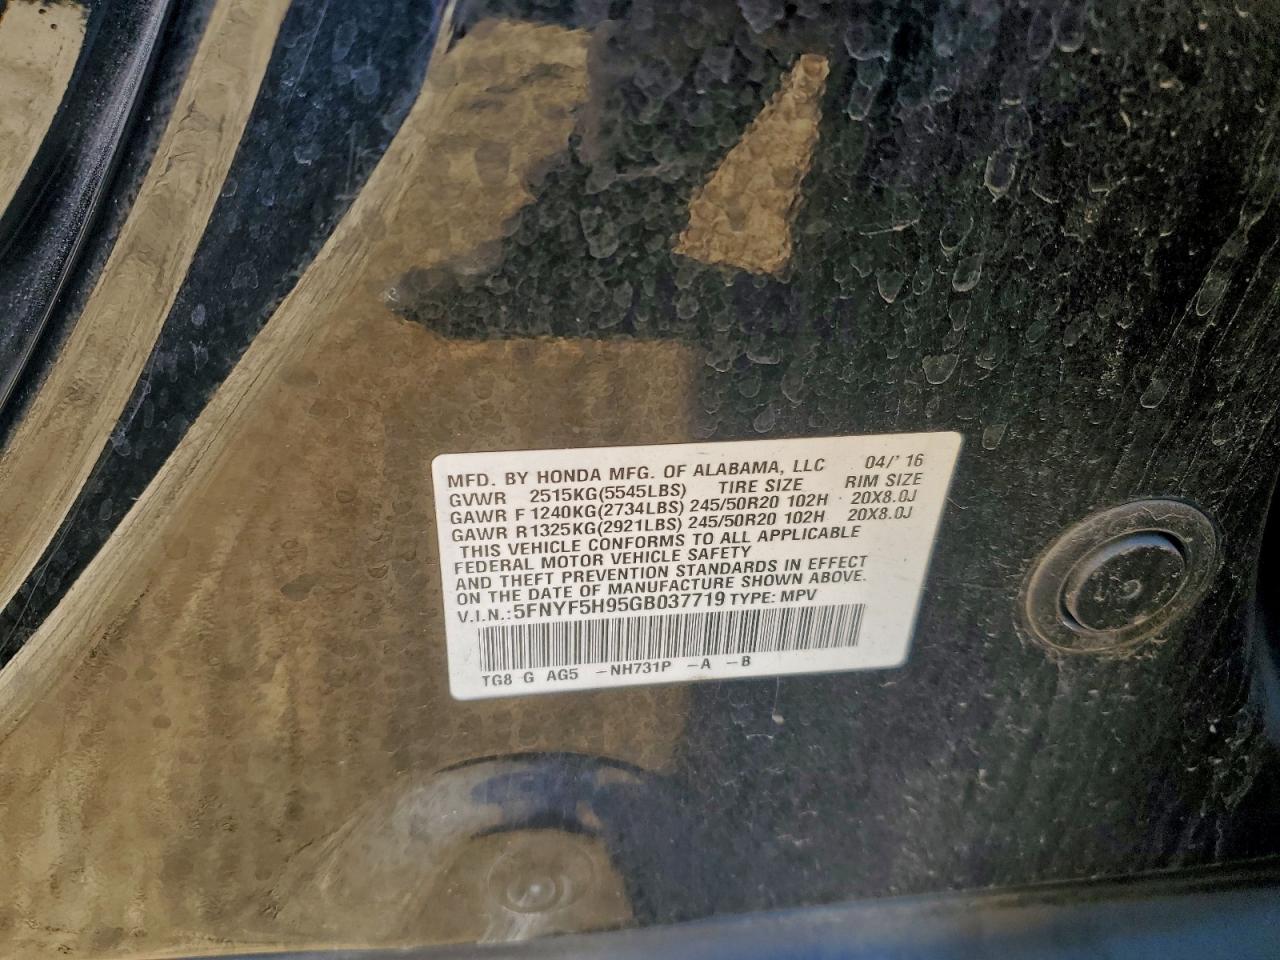 MFD. BY HONDA MFG. OF ALABAMA, LLC 04/' 16
GVWR 2515KG(5545LBS) TIRE SIZE RIM SIZE
GAWR F 1240KG(2734LBS) 245/50R20 102H 20X8.0J
GAWR R1325KG(2921LBS) 245/50R20 102H 20X8.0J
THIS VEHICLE CONFORMS TO ALL APPLICABLE
FEDERAL MOTOR VEHICLE SAFETY
AND THEFT PREVENTION STANDARDS IN EFFECT
ON THE DATE OF MANUFACTURE SHOWN ABOVE.
V.I.N.:5FNYF5H95GB037719 TYPE: MPV
TG8 G AG5 -NH731P -A -B